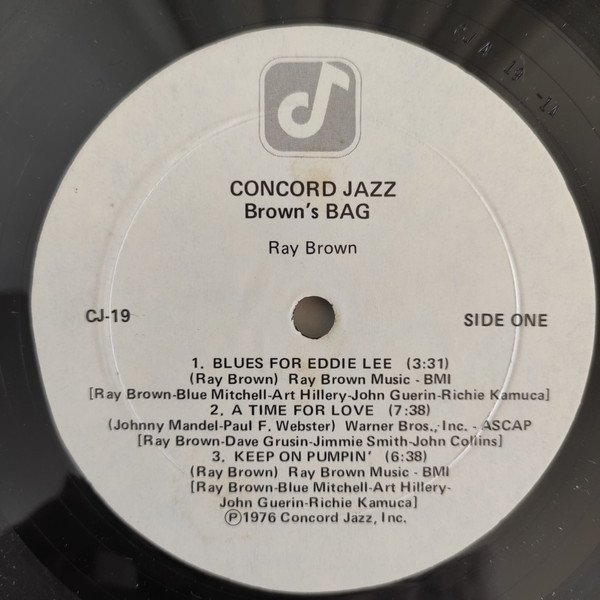 CONCORD JAZZ
Brown's BAG
Ray Brown
CJ-19
SIDE ONE
1. BLUES FOR EDDIE LEE (3:31)
(Ray Brown) Ray Brown Music - BMI
[Ray Brown-Blue Mitchell-Art Hillery-John Guerin-Richie Kamuca]
2. A TIME FOR LOVE (7:38)
(Johnny Mandel-Paul F. Webster) Warner Bros., Inc. - ASCAP
[Ray Brown-Dave Grusin-Jimmie Smith-John Collins]
3. KEEP ON PUMPIN' (6:38)
(Ray Brown) Ray Brown Music - BMI
[Ray Brown-Blue Mitchell-Art Hillery-
John Guerin-Richie Kamuca]
Ⓟ1976 Concord Jazz, Inc.